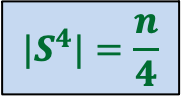 |S⁴| = n/4